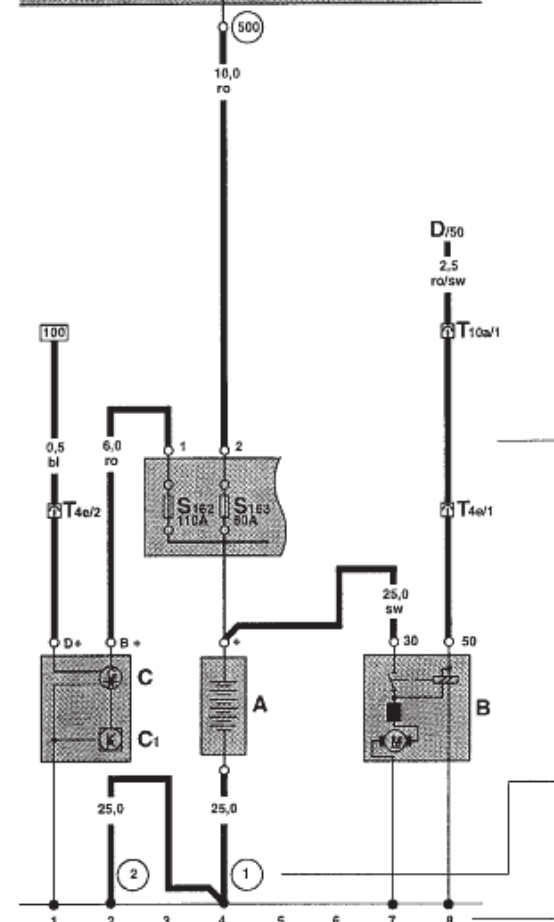 500
10,0
ro
D/50
2,5
ro/sw
100
T10a/1
0,5
bl
6,0
ro
1
2
T4e/2
S162
110A
S163
80A
T4e/1
25,0
sw
D+
B+
+
30
50
C
A
B
M
C1
25,0
25,0
2
1
1
2
3
4
5
6
7
8